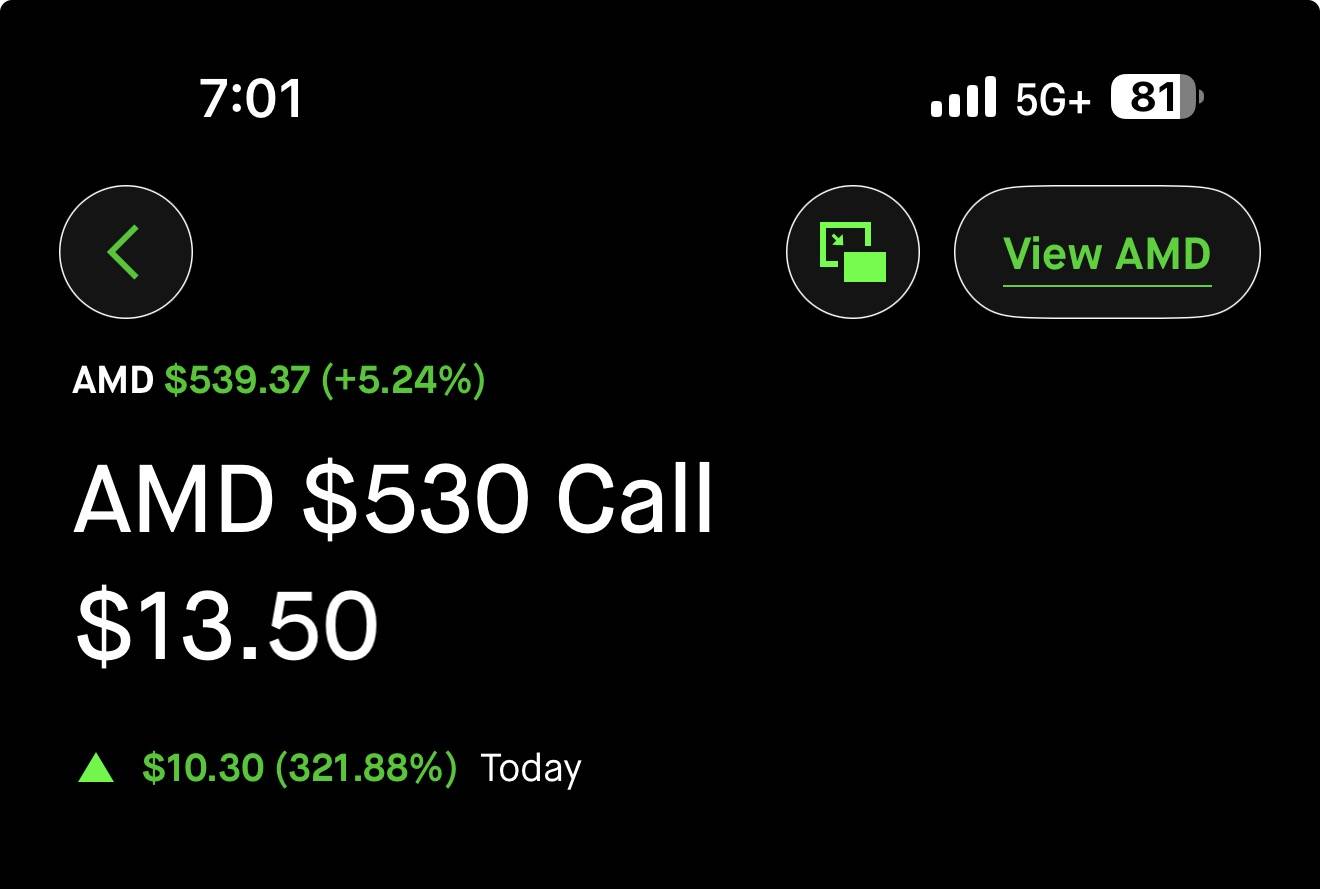 7:01 5G+ 81
View AMD
AMD $539.37 (+5.24%)
AMD $530 Call
$13.50
▲ $10.30 (321.88%) Today